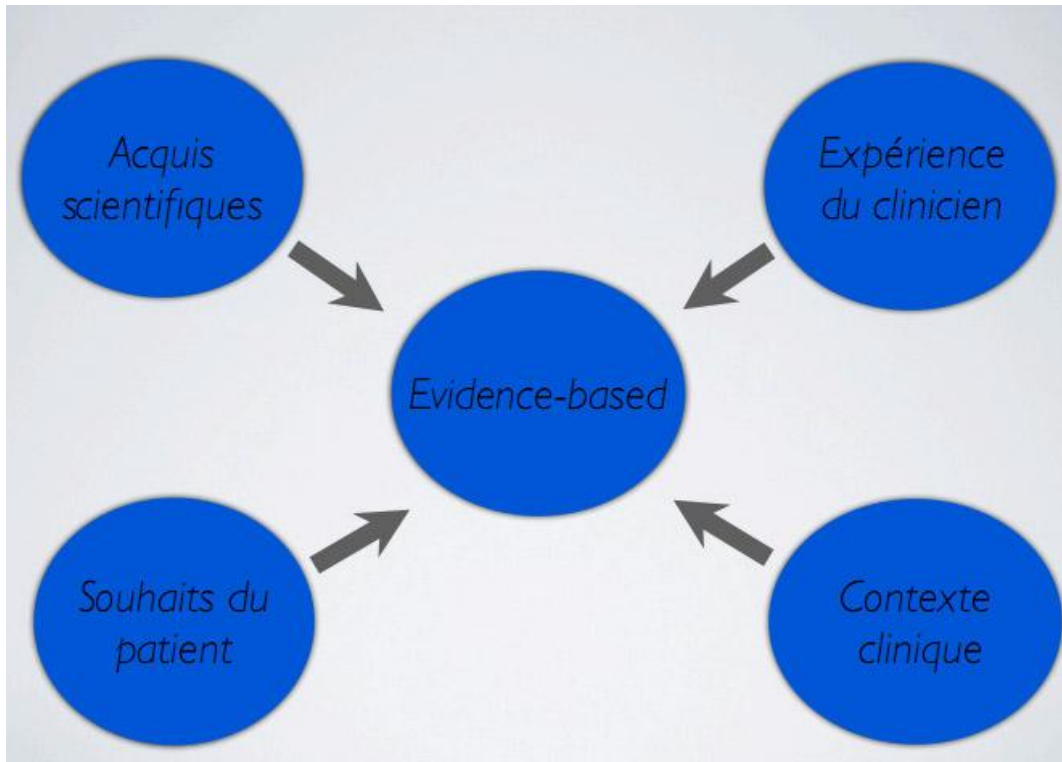 Acquis
scientifiques
Expérience
du clinicien
Evidence-based
Souhaits du
patient
Contexte
clinique